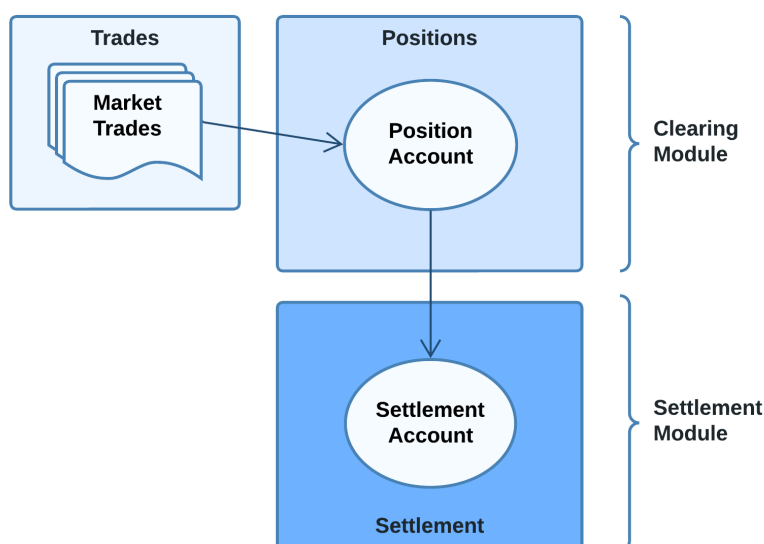 Trades
Market
Trades
Positions
Position
Account
Clearing
Module
Settlement
Account
Settlement
Settlement
Module